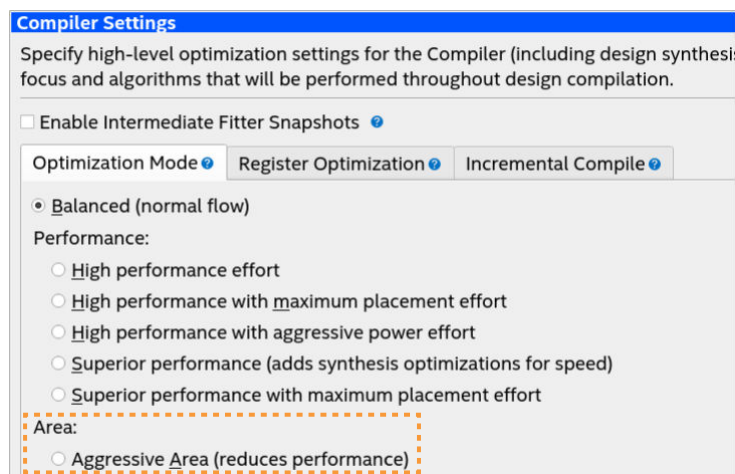 Compiler Settings
Specify high-level optimization settings for the Compiler (including design synthesis
focus and algorithms that will be performed throughout design compilation.
Enable Intermediate Fitter Snapshots ?
Optimization Mode ? Register Optimization ? Incremental Compile ?
Balanced (normal flow)
Performance:
High performance effort
High performance with maximum placement effort
High performance with aggressive power effort
Superior performance (adds synthesis optimizations for speed)
Superior performance with maximum placement effort
Area:
Aggressive Area (reduces performance)